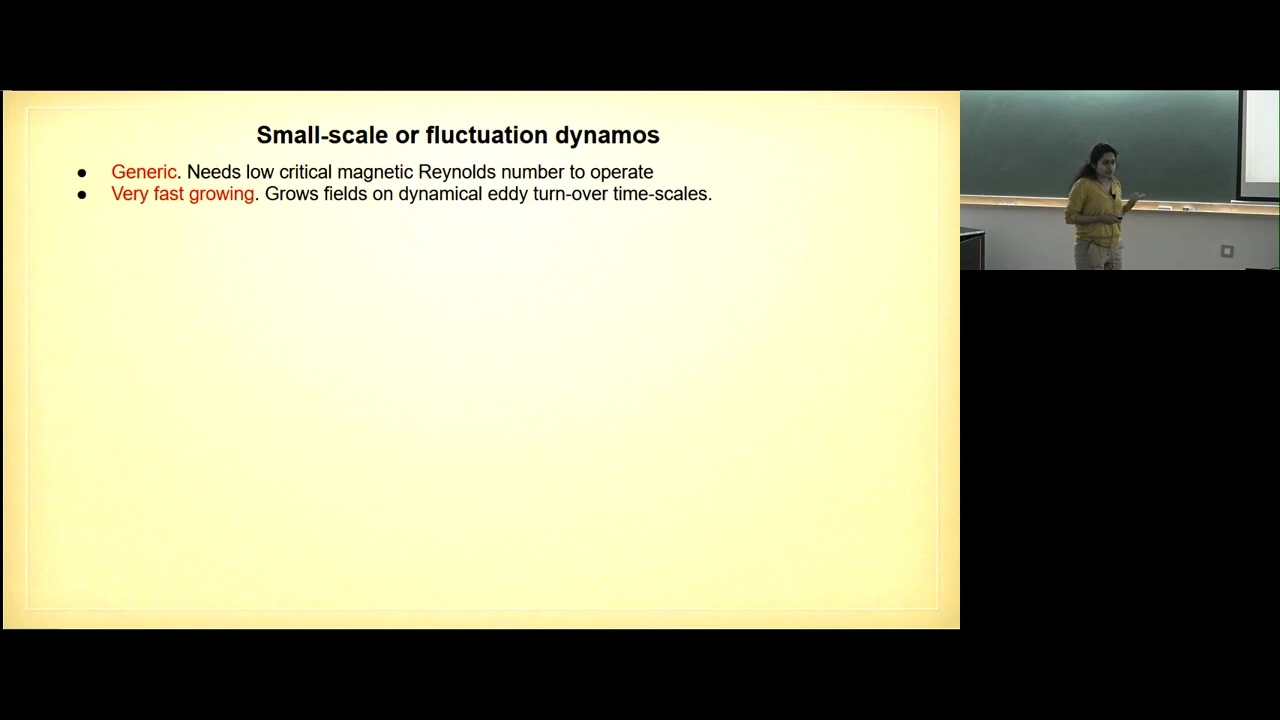 Small-scale or fluctuation dynamos
● Generic. Needs low critical magnetic Reynolds number to operate
● Very fast growing. Grows fields on dynamical eddy turn-over time-scales.